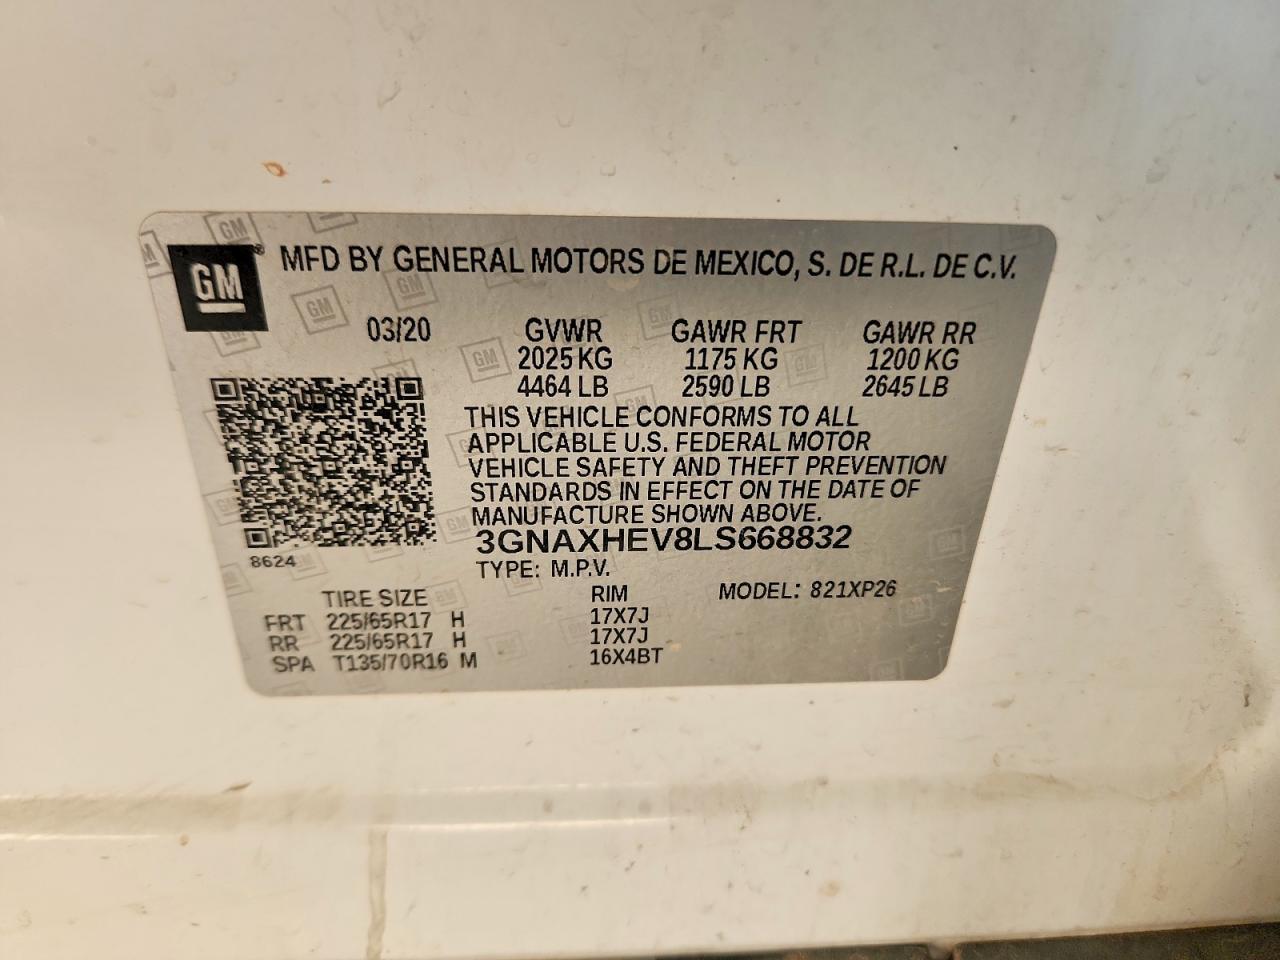 GM ® MFD BY GENERAL MOTORS DE MEXICO, S. DE R.L. DE C.V.
03/20 GVWR GAWR FRT GAWR RR
2025 KG 1175 KG 1200 KG
4464 LB 2590 LB 2645 LB
THIS VEHICLE CONFORMS TO ALL
APPLICABLE U.S. FEDERAL MOTOR
VEHICLE SAFETY AND THEFT PREVENTION
STANDARDS IN EFFECT ON THE DATE OF
MANUFACTURE SHOWN ABOVE.
3GNAXHEV8LS668832
8624
TYPE: M.P.V.
TIRE SIZE RIM MODEL: 821XP26
FRT 225/65R17 H 17X7J
RR 225/65R17 H 17X7J
SPA T135/70R16 M 16X4BT